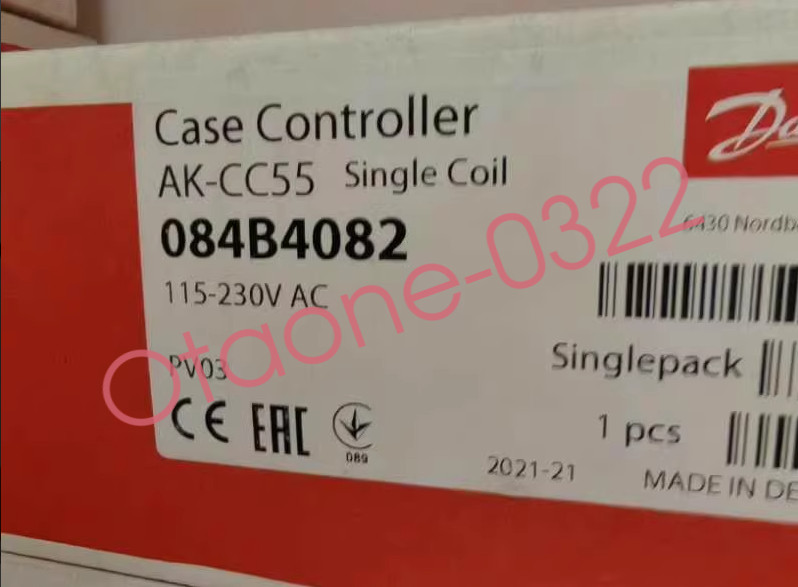 Case Controller
AK-CC55 Single Coil
084B4082
115-230V AC
PV03
CE EAC
089
Da
6430 Nordb
Singlepack
1 pcs
2021-21
MADE IN DE
Otaone-0322